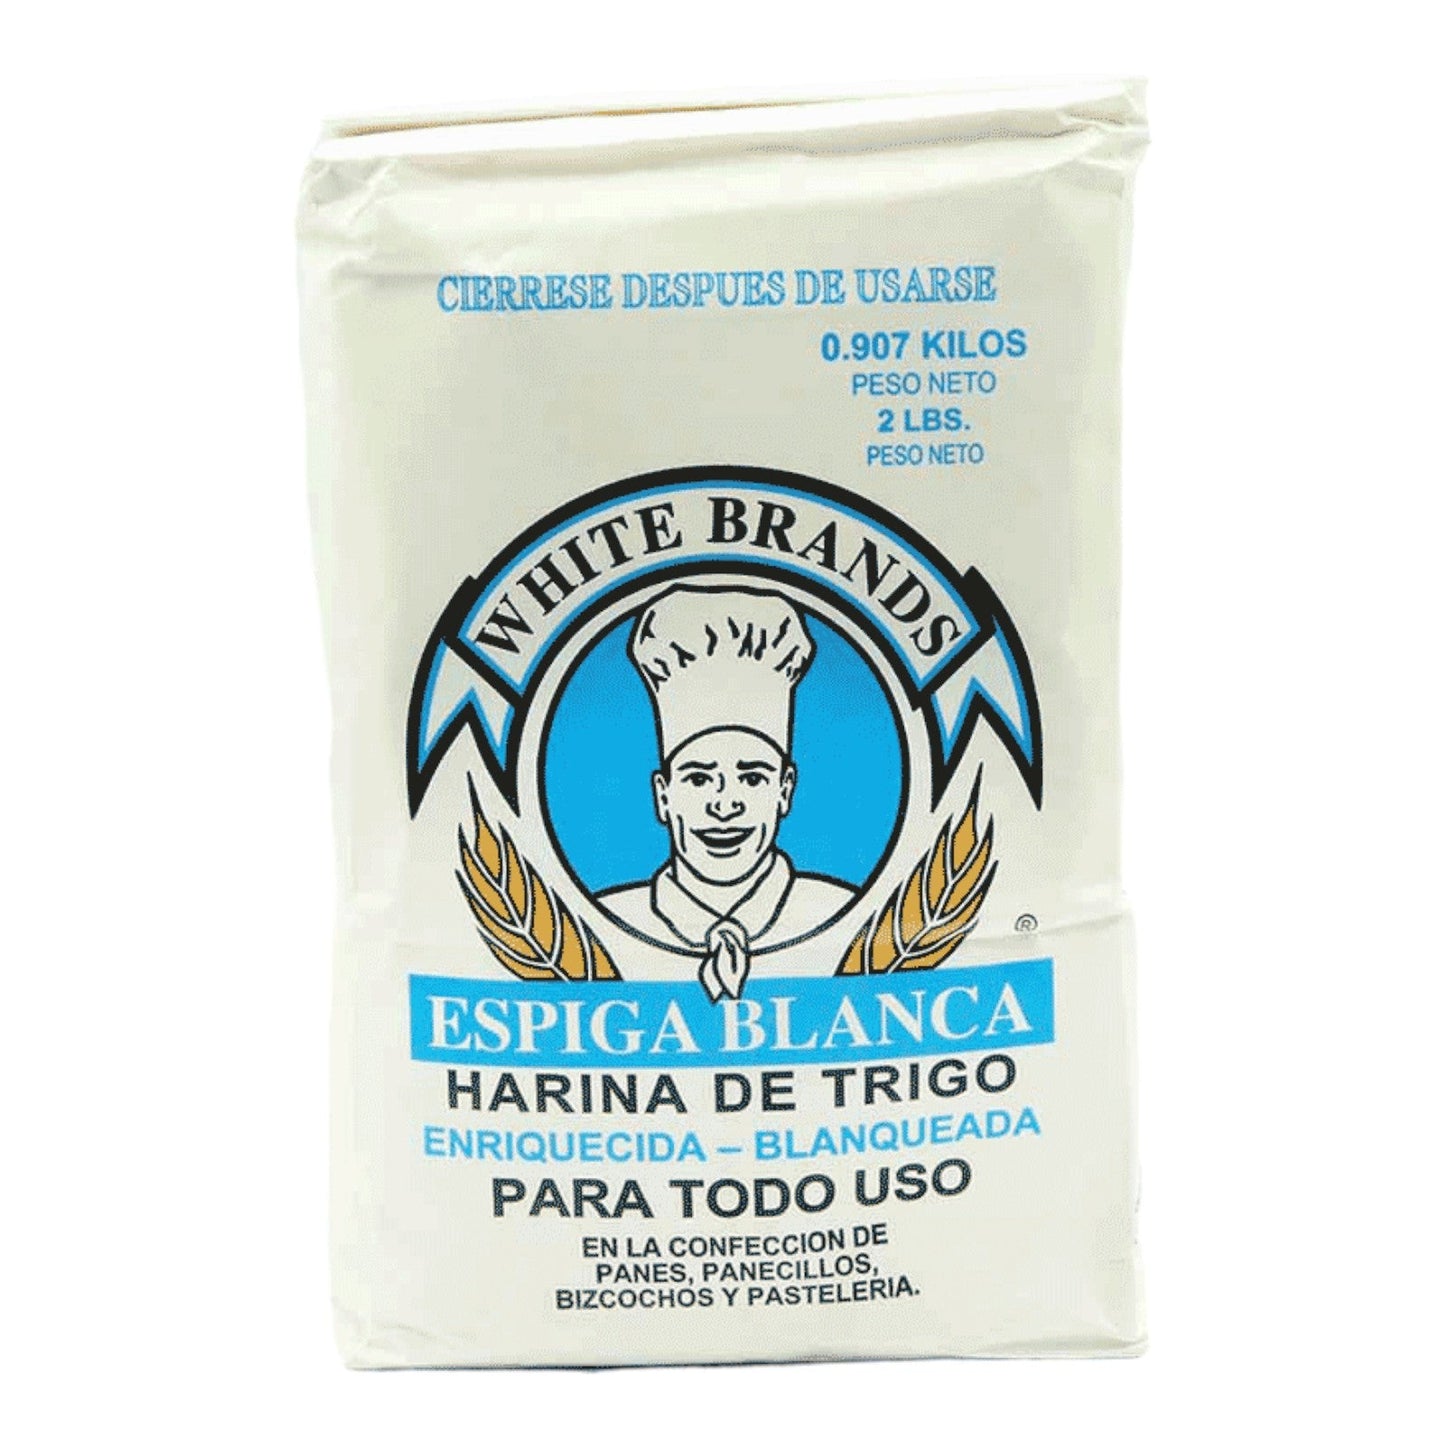 CIERRESE DESPUES DE USARSE
0.907 KILOS
PESO NETO
2 LBS.
PESO NETO
WHITE BRANDS
®
ESPIGA BLANCA
HARINA DE TRIGO
ENRIQUECIDA – BLANQUEADA
PARA TODO USO
EN LA CONFECCION DE
PANES, PANECILLOS,
BIZCOCHOS Y PASTELERIA.